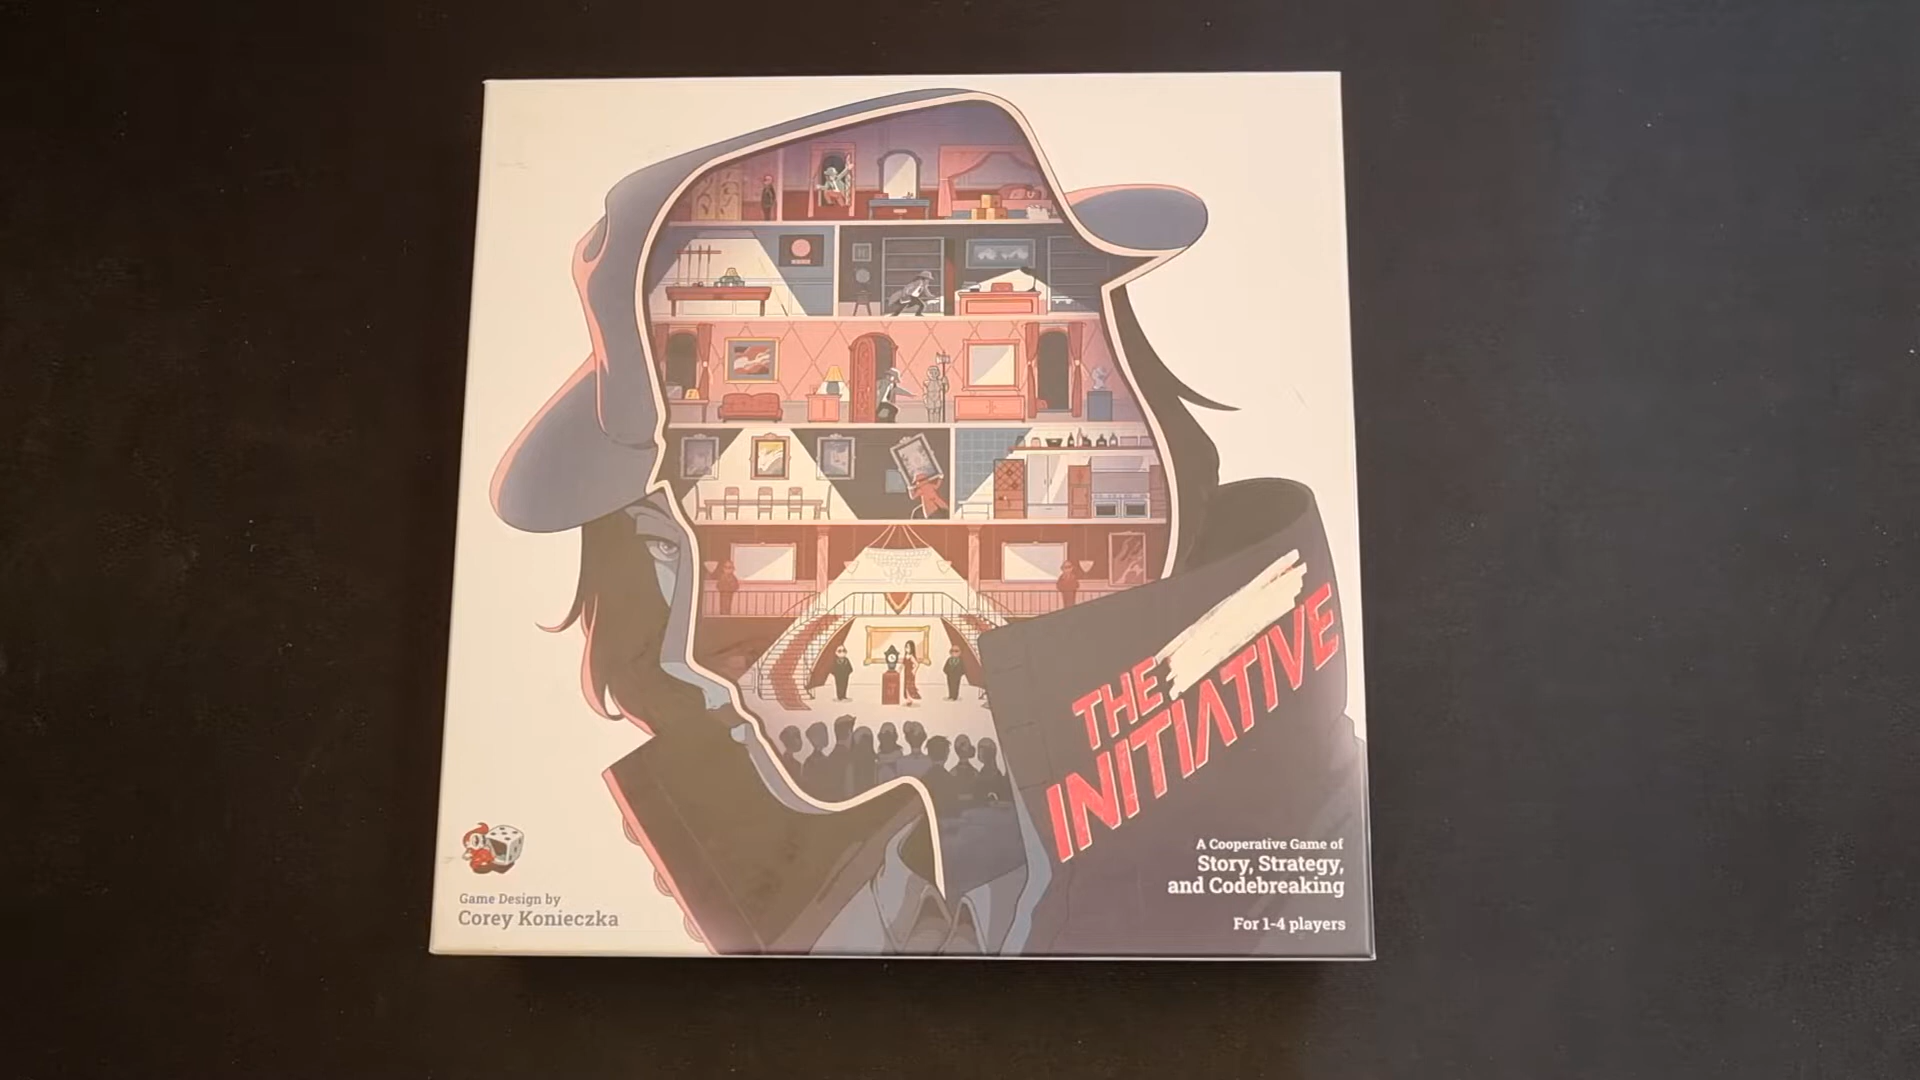 THE
INITIATIVE
A Cooperative Game of
Story, Strategy,
and Codebreaking
For 1-4 players
Game Design by
Corey Konieczka